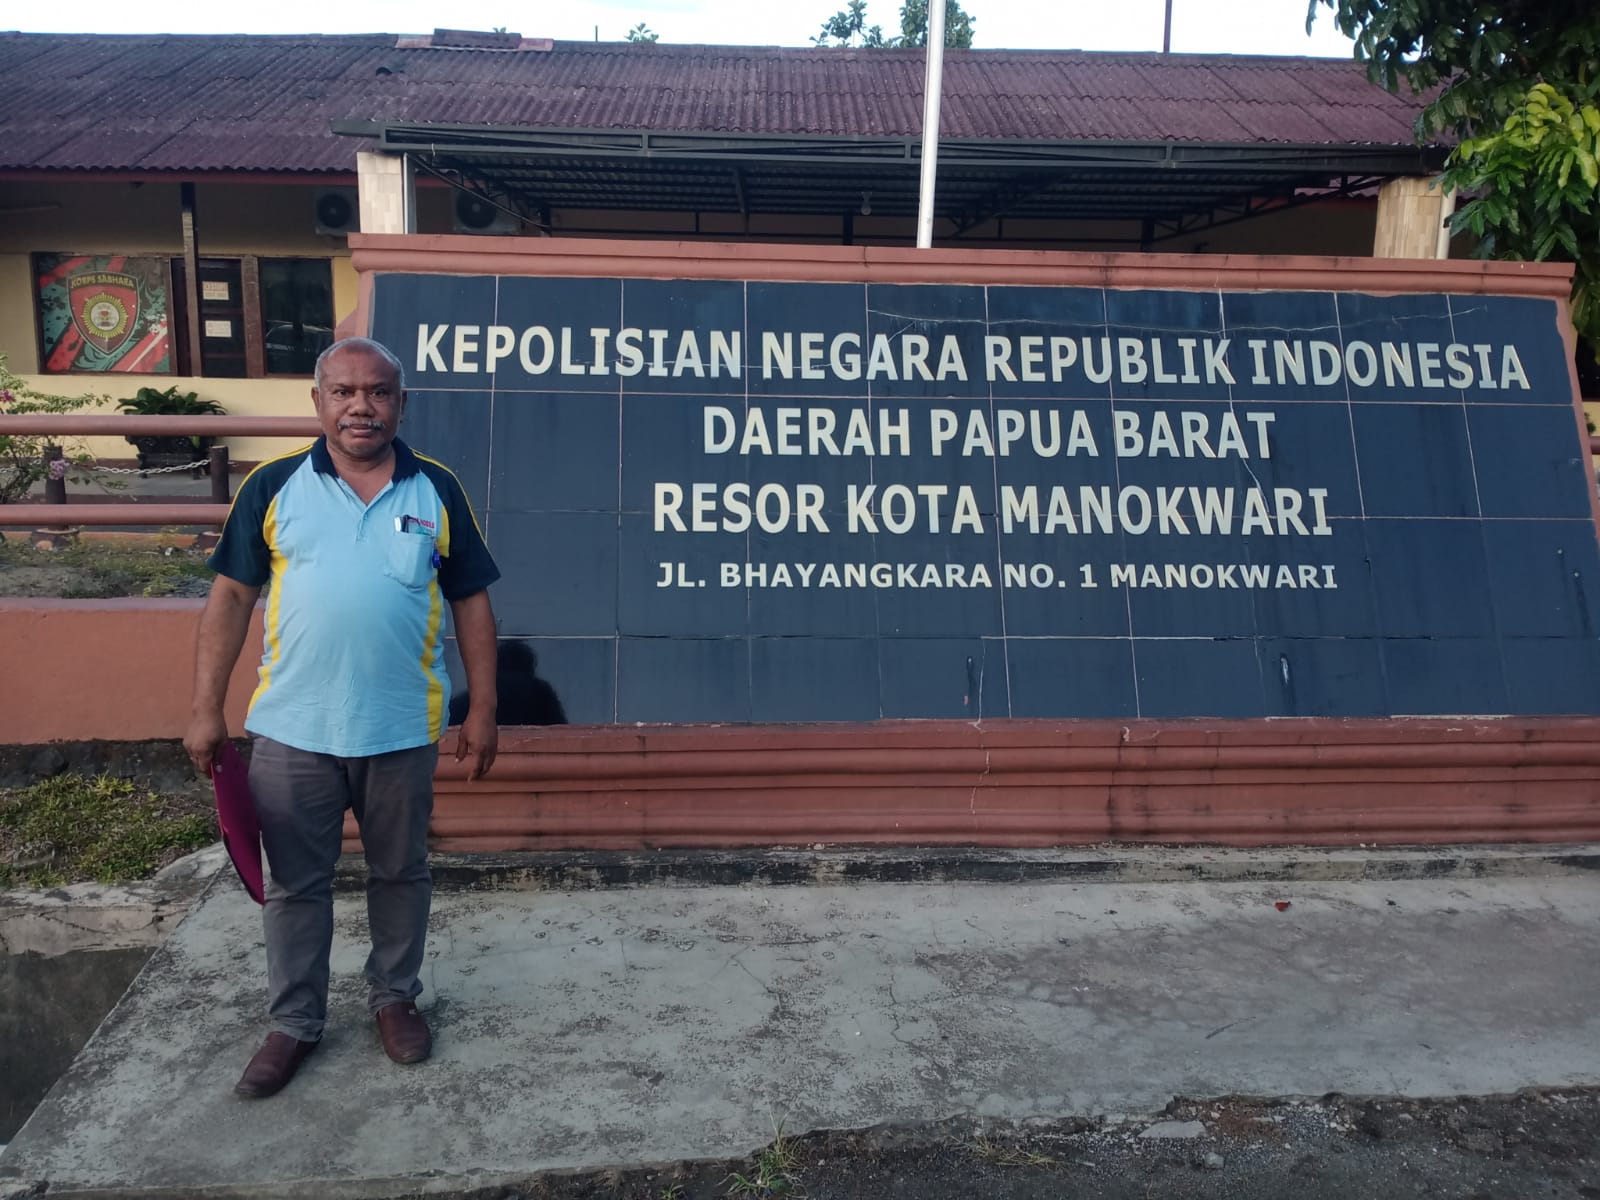 KORPS SABHARA
KEPOLISIAN NEGARA REPUBLIK INDONESIA
DAERAH PAPUA BARAT
RESOR KOTA MANOKWARI
JL. BHAYANGKARA NO. 1 MANOKWARI